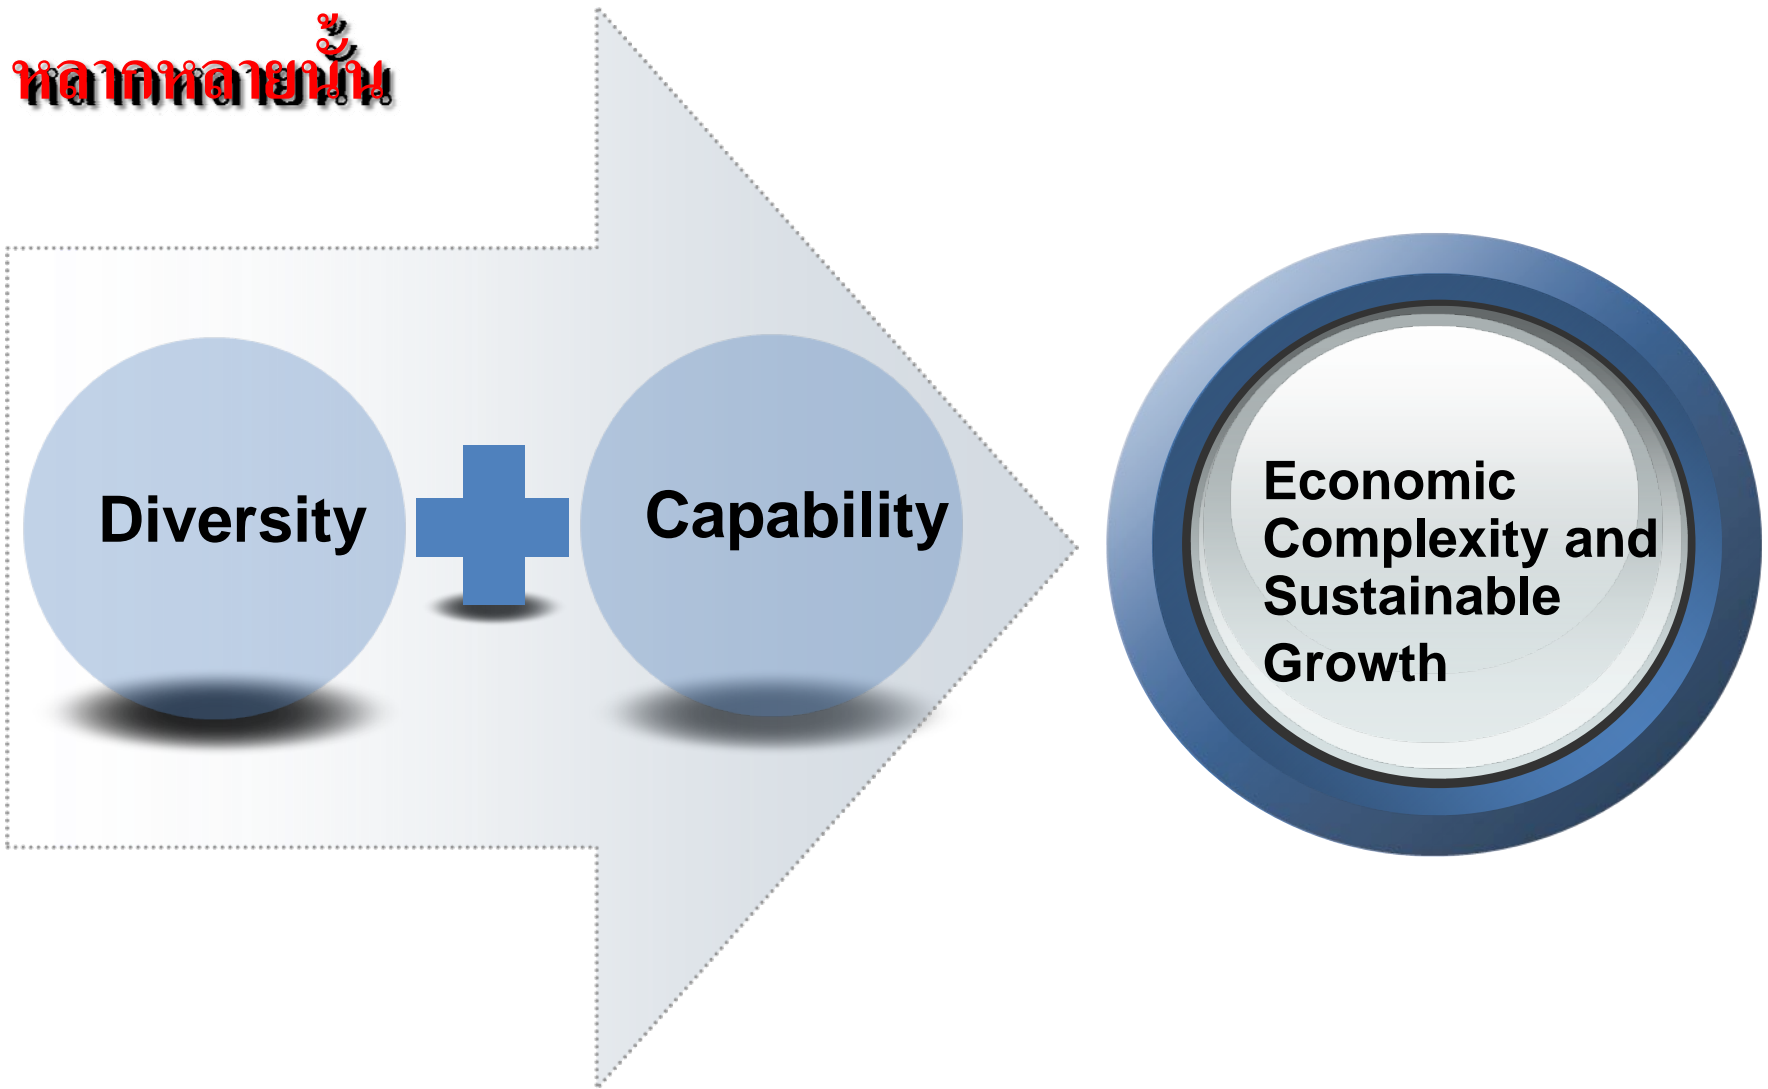 หลากหลายนั้น
Diversity
Capability
Economic
Complexity and
Sustainable
Growth